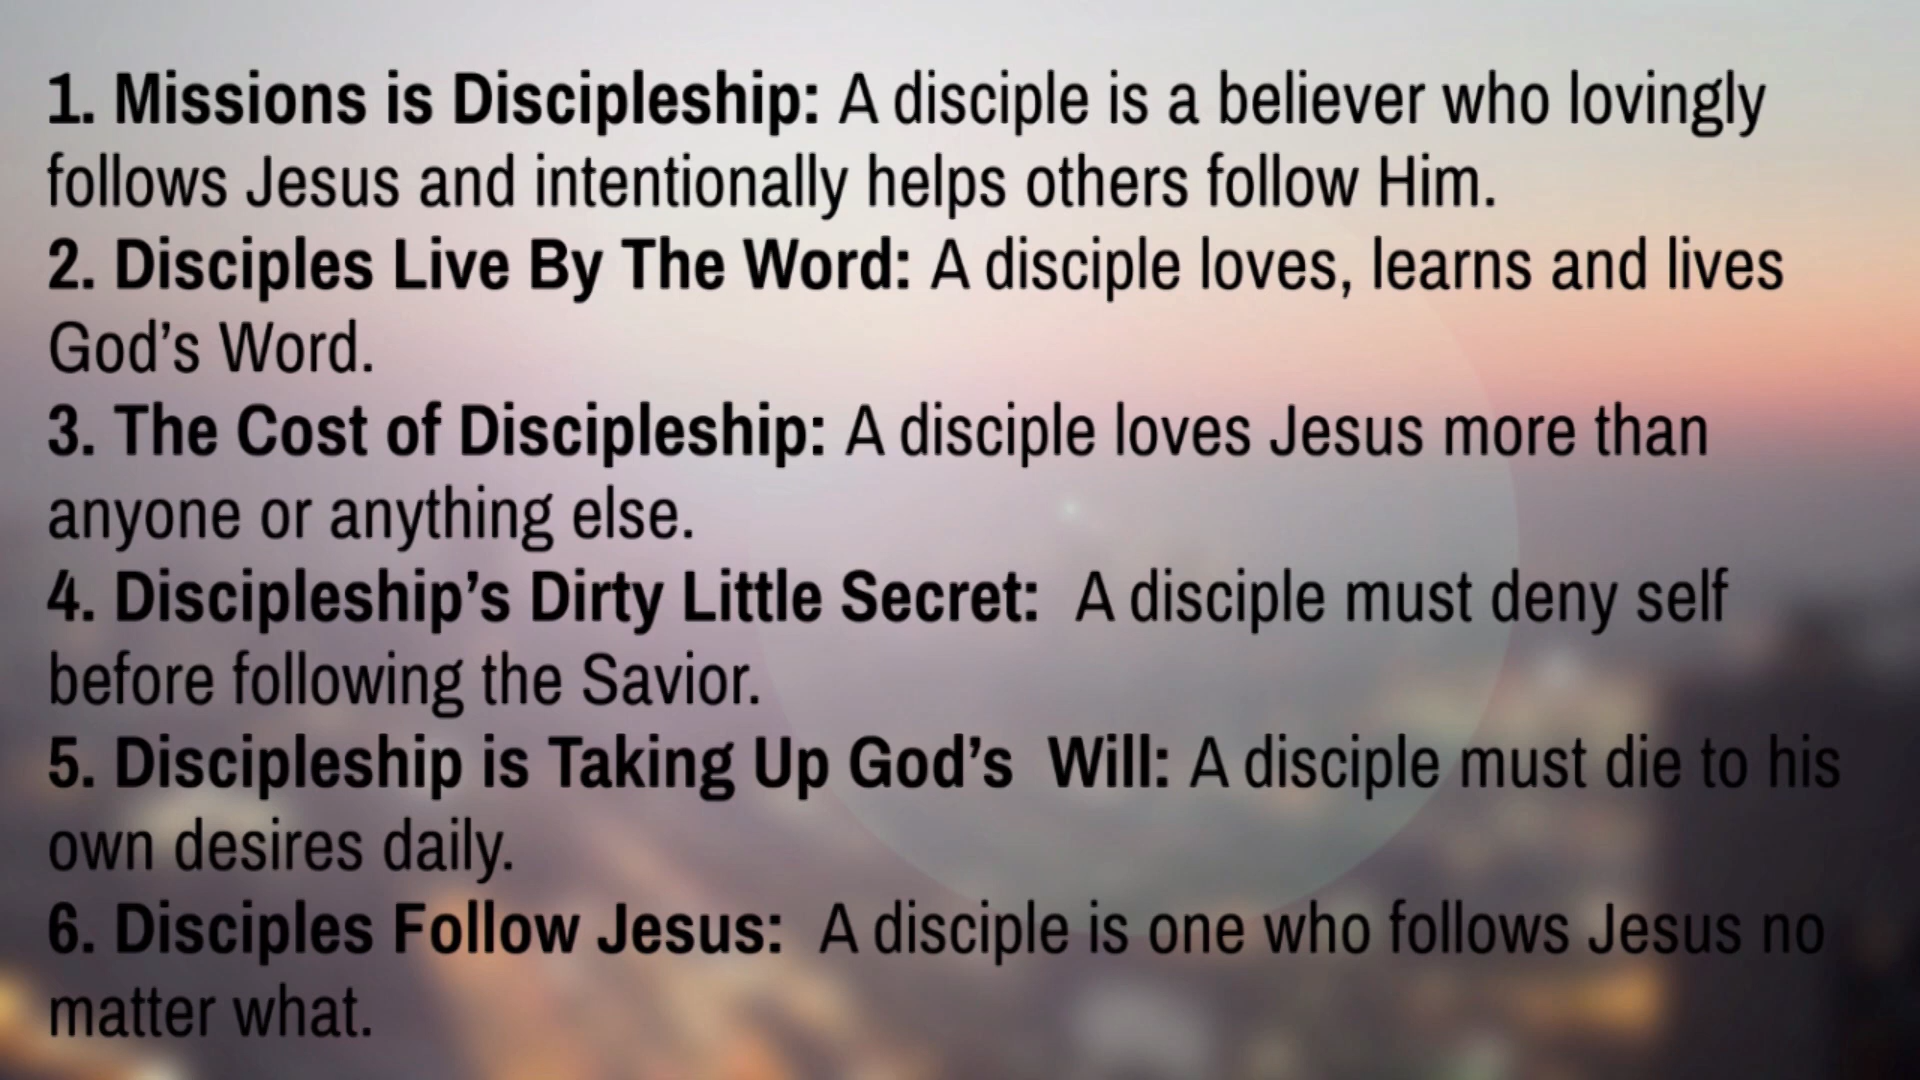 1. Missions is Discipleship: A disciple is a believer who lovingly
follows Jesus and intentionally helps others follow Him.
2. Disciples Live By The Word: A disciple loves, learns and lives
God’s Word.
3. The Cost of Discipleship: A disciple loves Jesus more than
anyone or anything else.
4. Discipleship’s Dirty Little Secret:  A disciple must deny self
before following the Savior.
5. Discipleship is Taking Up God’s  Will: A disciple must die to his
own desires daily.
6. Disciples Follow Jesus:  A disciple is one who follows Jesus no
matter what.